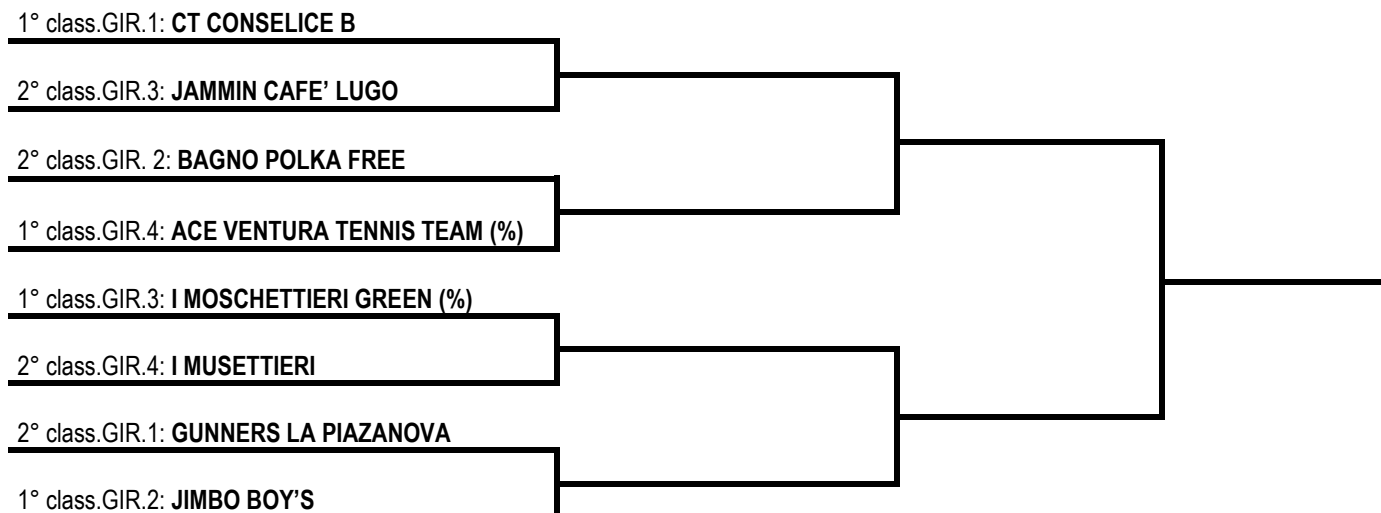 1° class.GIR.1: CT CONSELICE B
2° class.GIR.3: JAMMIN CAFE’ LUGO
2° class.GIR. 2: BAGNO POLKA FREE
1° class.GIR.4: ACE VENTURA TENNIS TEAM (%)
1° class.GIR.3: I MOSCHETTIERI GREEN (%)
2° class.GIR.4: I MUSETTIERI
2° class.GIR.1: GUNNERS LA PIAZANOVA
1° class.GIR.2: JIMBO BOY’S